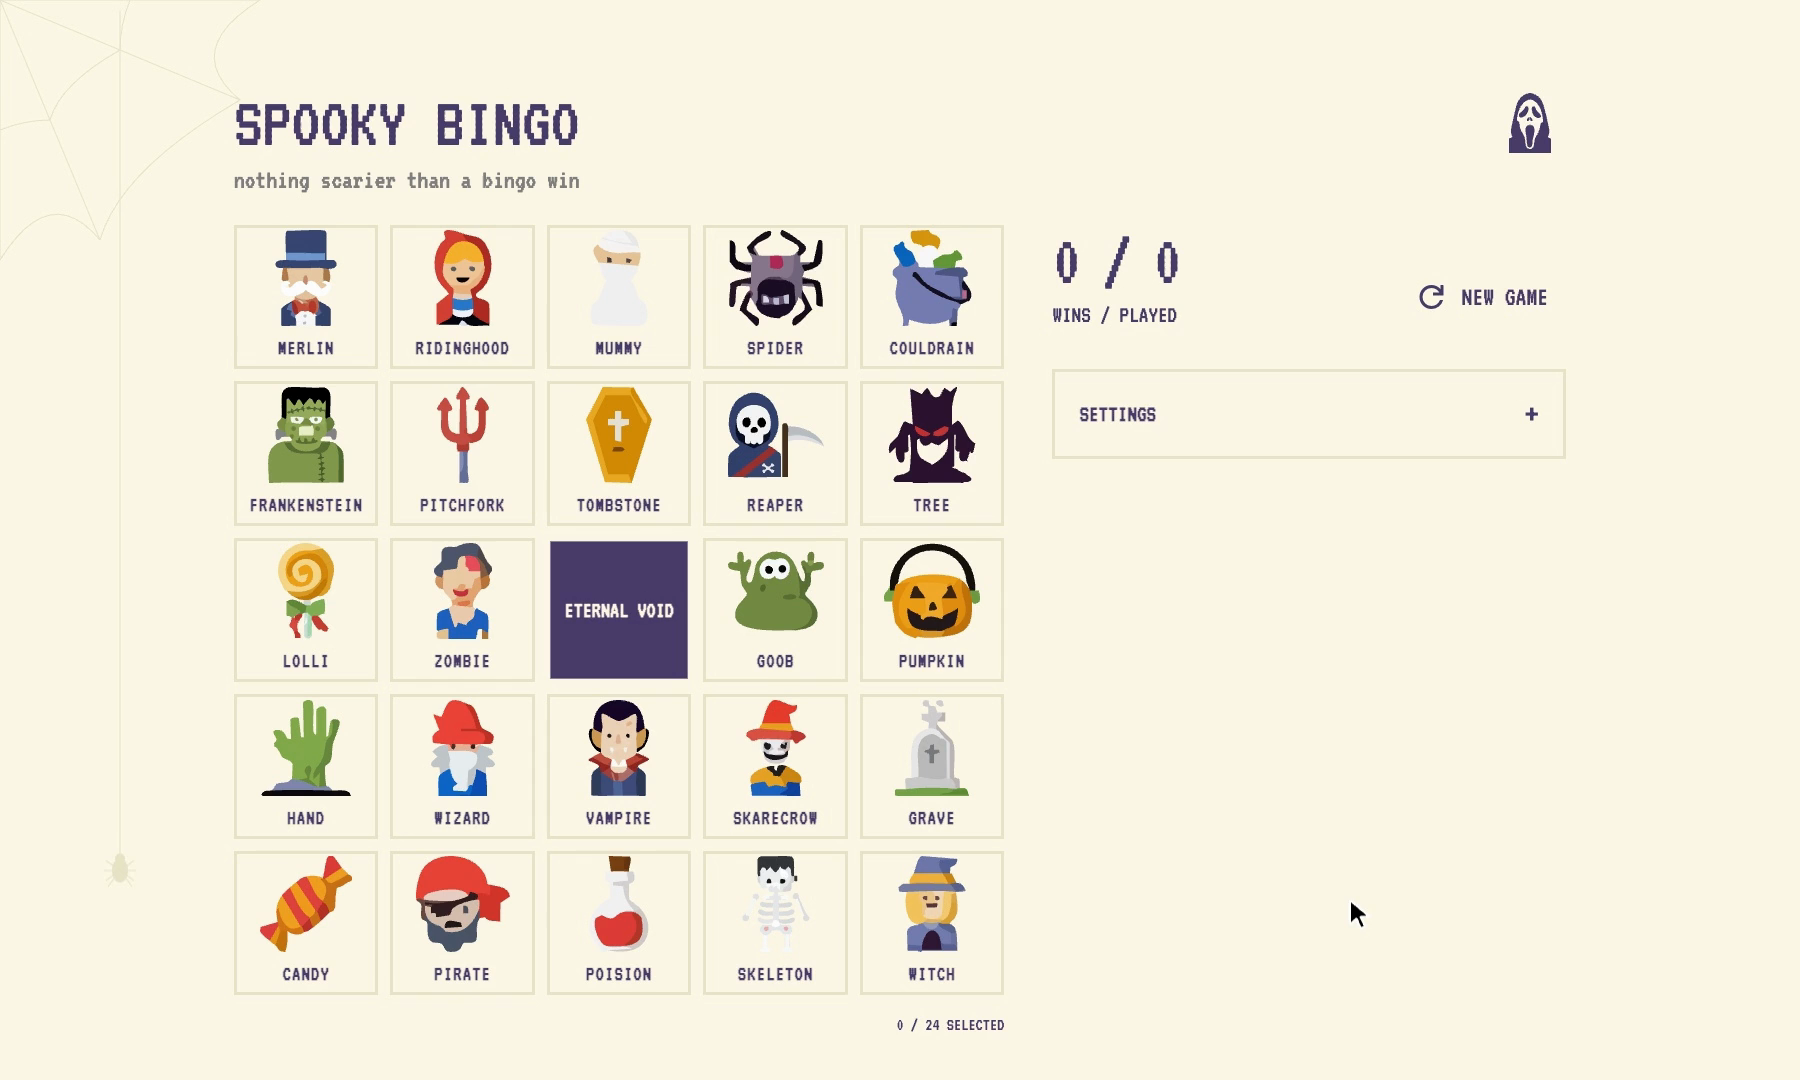 SPOOKY BINGO
nothing scarier than a bingo win
MERLIN
RIDINGHOOD
MUMMY
SPIDER
COULDRAIN
0 / 0
WINS / PLAYED
NEW GAME
SETTINGS
+
FRANKENSTEIN
PITCHFORK
TOMBSTONE
REAPER
TREE
LOLLI
ZOMBIE
ETERNAL VOID
GOOB
PUMPKIN
HAND
WIZARD
VAMPIRE
SKARECROW
GRAVE
CANDY
PIRATE
POISION
SKELETON
WITCH
0 / 24 SELECTED